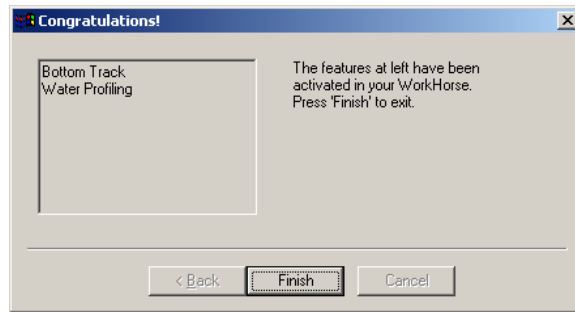 Congratulations!
Bottom Track
Water Profiling
The features at left have been
activated in your WorkHorse.
Press 'Finish' to exit.
< Back
Finish
Cancel